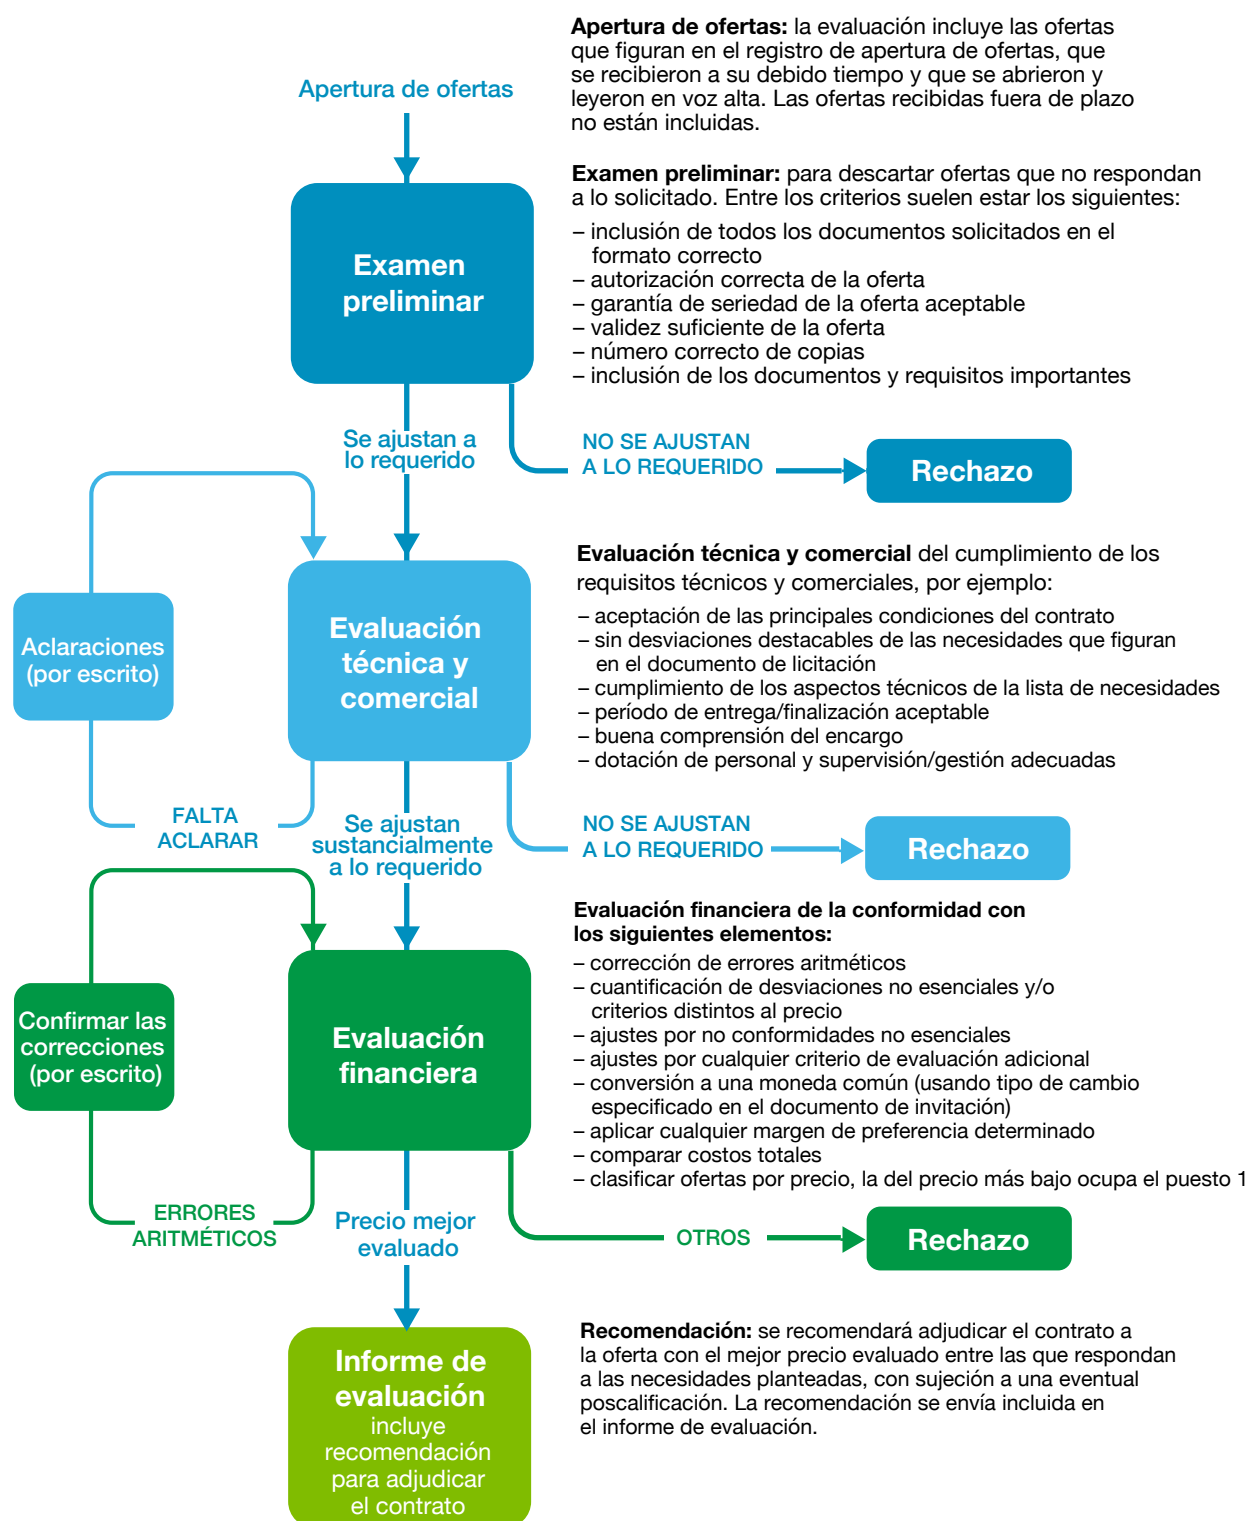 Apertura de ofertas: la evaluación incluye las ofertas
que figuran en el registro de apertura de ofertas, que
se recibieron a su debido tiempo y que se abrieron y
leyeron en voz alta. Las ofertas recibidas fuera de plazo
no están incluidas.
Apertura de ofertas
Examen preliminar: para descartar ofertas que no respondan
a lo solicitado. Entre los criterios suelen estar los siguientes:
– inclusión de todos los documentos solicitados en el
formato correcto
– autorización correcta de la oferta
– garantía de seriedad de la oferta aceptable
– validez suficiente de la oferta
– número correcto de copias
– inclusión de los documentos y requisitos importantes
Examen
preliminar
Se ajustan a
lo requerido
NO SE AJUSTAN
A LO REQUERIDO
Rechazo
Evaluación técnica y comercial del cumplimiento de los
requisitos técnicos y comerciales, por ejemplo:
– aceptación de las principales condiciones del contrato
– sin desviaciones destacables de las necesidades que figuran
en el documento de licitación
– cumplimiento de los aspectos técnicos de la lista de necesidades
– período de entrega/finalización aceptable
– buena comprensión del encargo
– dotación de personal y supervisión/gestión adecuadas
Evaluación
técnica y
comercial
Aclaraciones
(por escrito)
FALTA
ACLARAR
Se ajustan
sustancialmente
a lo requerido
NO SE AJUSTAN
A LO REQUERIDO
Rechazo
Evaluación financiera de la conformidad con
los siguientes elementos:
– corrección de errores aritméticos
– cuantificación de desviaciones no esenciales y/o
criterios distintos al precio
– ajustes por no conformidades no esenciales
– ajustes por cualquier criterio de evaluación adicional
– conversión a una moneda común (usando tipo de cambio
especificado en el documento de invitación)
– aplicar cualquier margen de preferencia determinado
– comparar costos totales
– clasificar ofertas por precio, la del precio más bajo ocupa el puesto 1
Evaluación
financiera
Confirmar las
correcciones
(por escrito)
ERRORES
ARITMÉTICOS
Precio mejor
evaluado
OTROS
Rechazo
Recomendación: se recomendará adjudicar el contrato a
la oferta con el mejor precio evaluado entre las que respondan
a las necesidades planteadas, con sujeción a una eventual
poscalificación. La recomendación se envía incluida en
el informe de evaluación.
Informe de
evaluación
incluye
recomendación
para adjudicar
el contrato